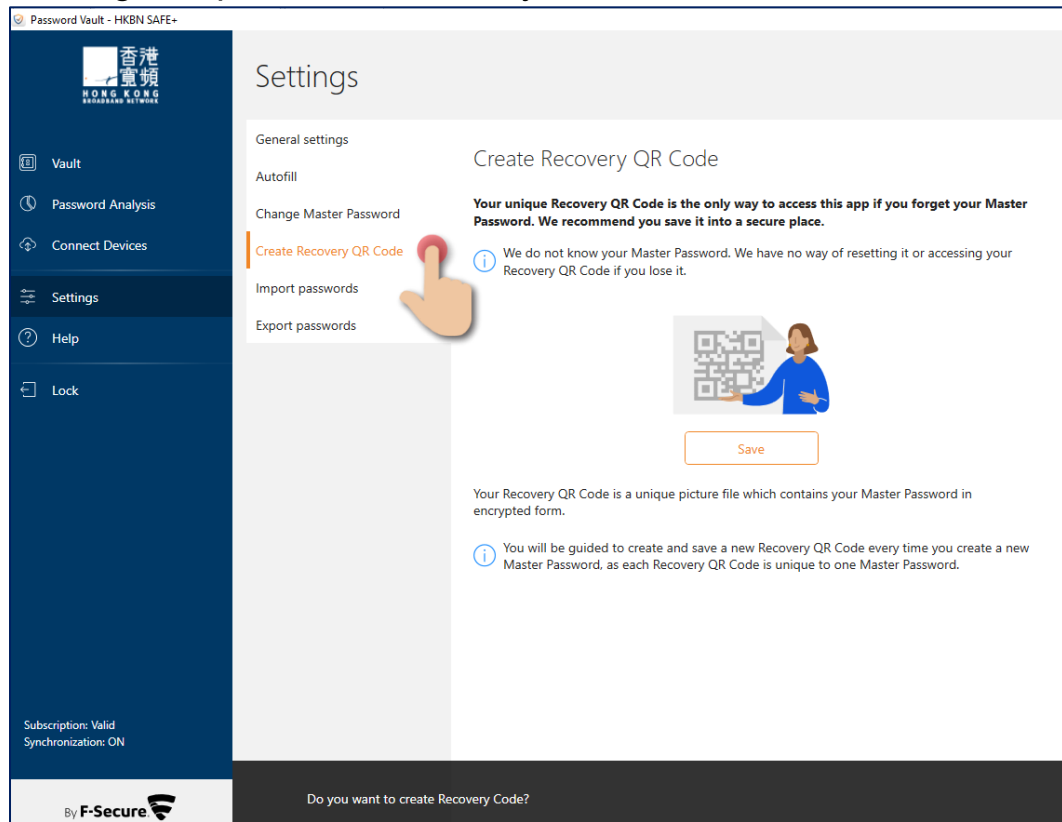 Password Vault - HKBN SAFE+
香港
寬頻
HONG KONG
BROADBAND NETWORK
Vault
Password Analysis
Connect Devices
Settings
Help
Lock
Subscription: Valid
Synchronization: ON
By F-Secure.
Settings
General settings
Autofill
Change Master Password
Create Recovery QR Code
Import passwords
Export passwords
Create Recovery QR Code
Your unique Recovery QR Code is the only way to access this app if you forget your Master
Password. We recommend you save it into a secure place.
We do not know your Master Password. We have no way of resetting it or accessing your
Recovery QR Code if you lose it.
Save
Your Recovery QR Code is a unique picture file which contains your Master Password in
encrypted form.
You will be guided to create and save a new Recovery QR Code every time you create a new
Master Password, as each Recovery QR Code is unique to one Master Password.
Do you want to create Recovery Code?